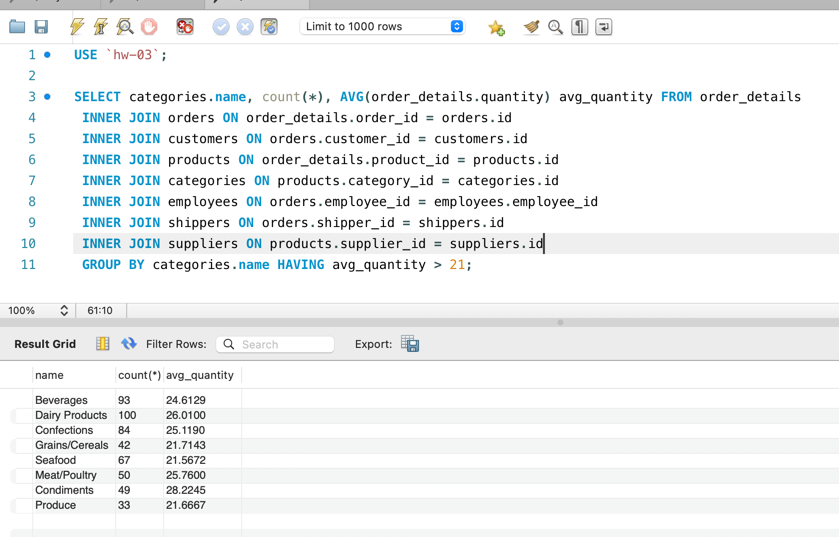 Limit to 1000 rows
1 USE `hw-03`;
2
3 SELECT categories.name, count(*), AVG(order_details.quantity) avg_quantity FROM order_details
4 INNER JOIN orders ON order_details.order_id = orders.id
5 INNER JOIN customers ON orders.customer_id = customers.id
6 INNER JOIN products ON order_details.product_id = products.id
7 INNER JOIN categories ON products.category_id = categories.id
8 INNER JOIN employees ON orders.employee_id = employees.employee_id
9 INNER JOIN shippers ON orders.shipper_id = shippers.id
10 INNER JOIN suppliers ON products.supplier_id = suppliers.id
11 GROUP BY categories.name HAVING avg_quantity > 21;
100% 61:10
Result Grid Filter Rows: Search Export:
name count(*) avg_quantity
Beverages 93 24.6129
Dairy Products 100 26.0100
Confections 84 25.1190
Grains/Cereals 42 21.7143
Seafood 67 21.5672
Meat/Poultry 50 25.7600
Condiments 49 28.2245
Produce 33 21.6667